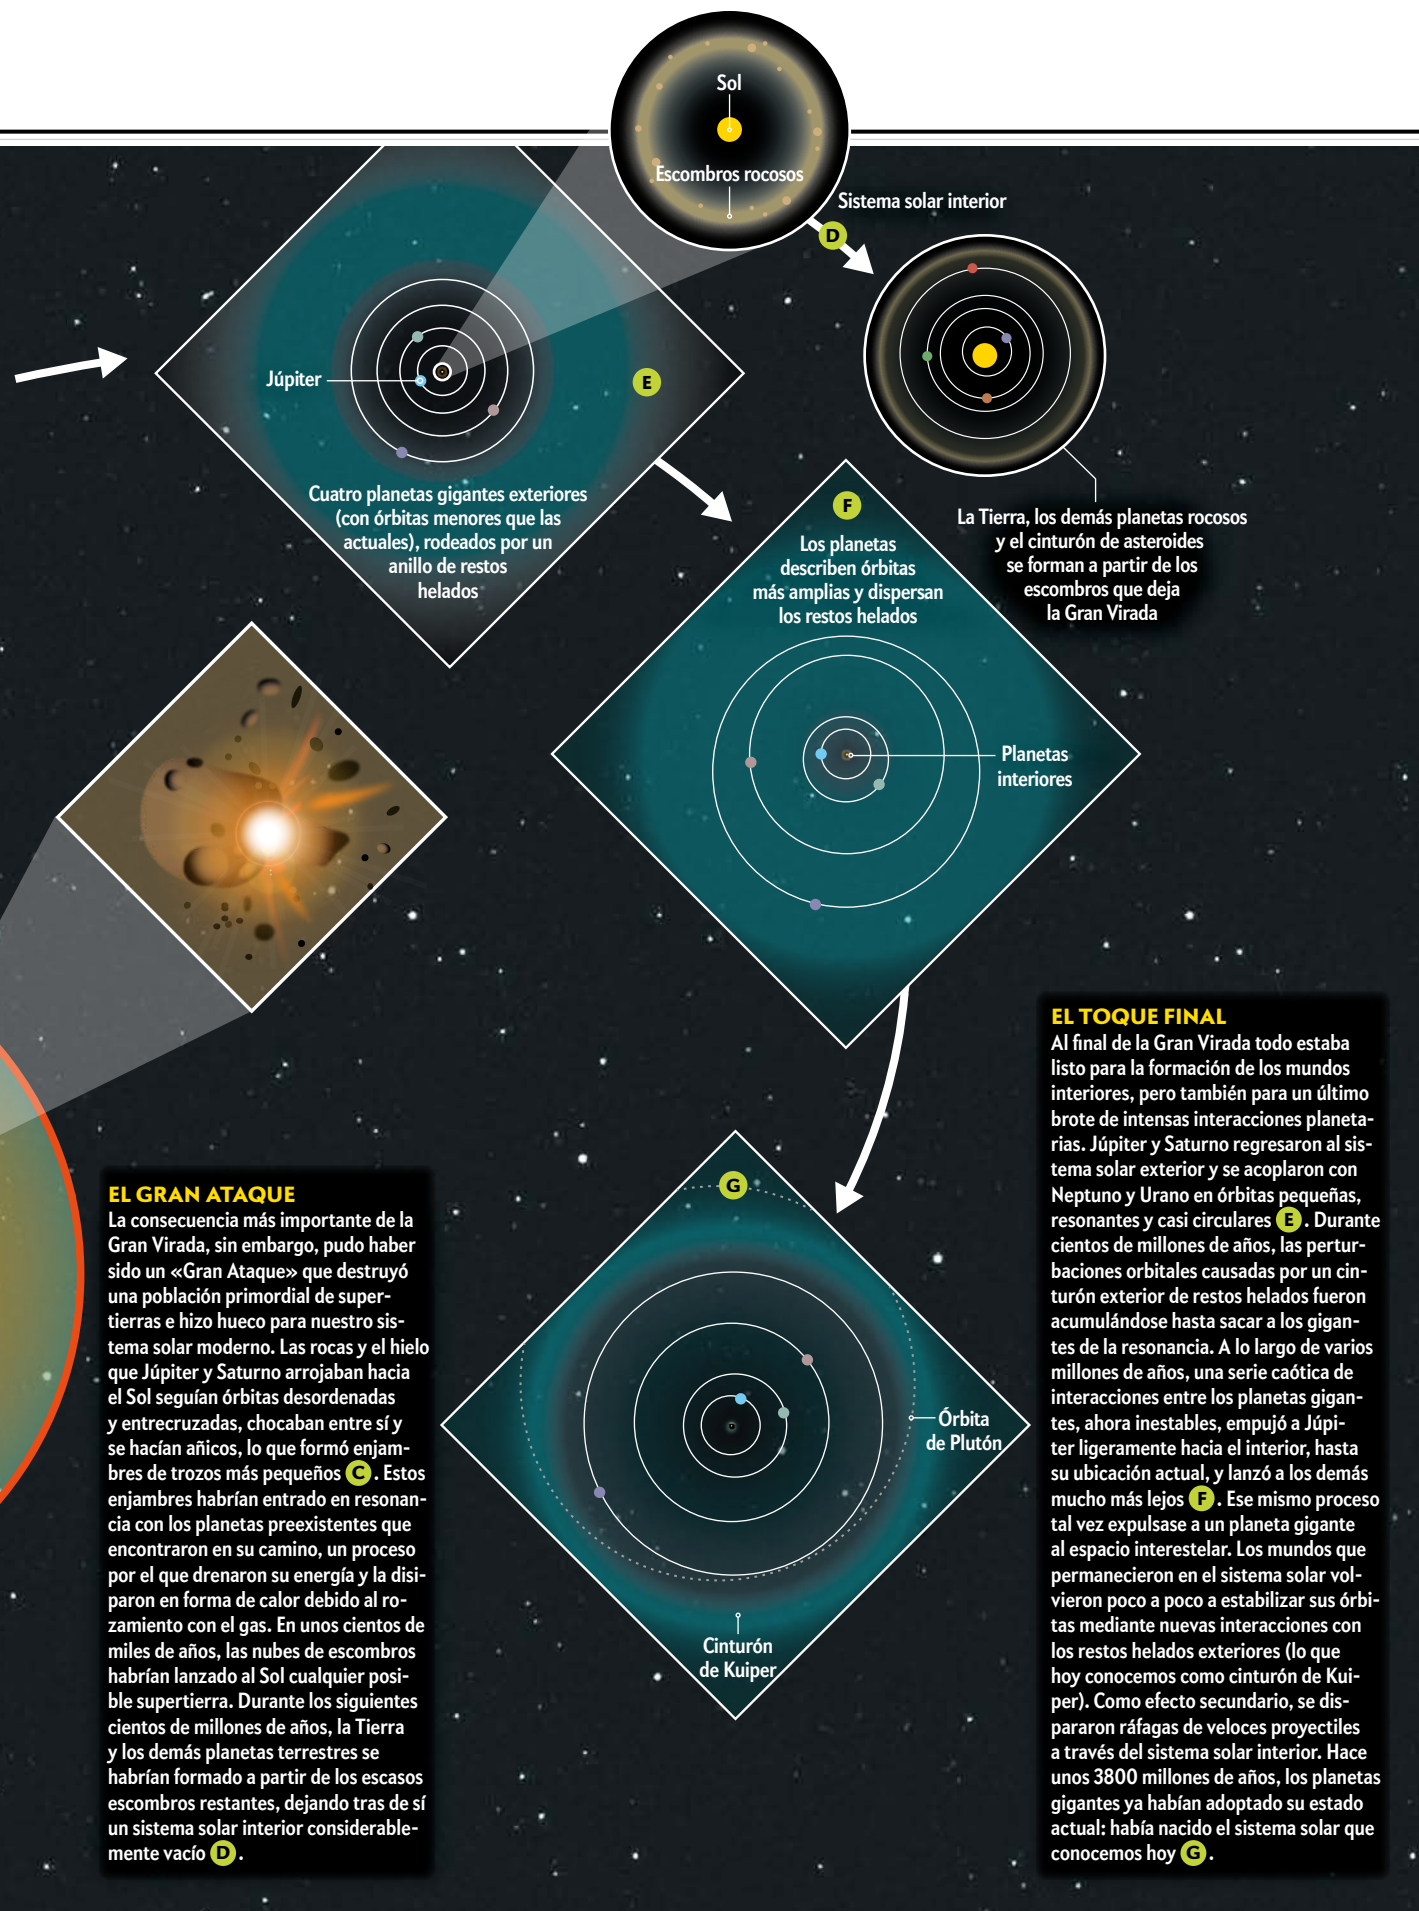 Sol
Escombros rocosos
Sistema solar interior
D
Júpiter
E
Cuatro planetas gigantes exteriores
(con órbitas menores que las
actuales), rodeados por un
anillo de restos
helados
La Tierra, los demás planetas rocosos
y el cinturón de asteroides
se forman a partir de los
escombros que deja
la Gran Virada
F
Los planetas
describen órbitas
más amplias y dispersan
los restos helados
Planetas
interiores
EL GRAN ATAQUE
La consecuencia más importante de la
Gran Virada, sin embargo, pudo haber
sido un «Gran Ataque» que destruyó
una población primordial de super-
tierras e hizo hueco para nuestro sis-
tema solar moderno. Las rocas y el hielo
que Júpiter y Saturno arrojaban hacia
el Sol seguían órbitas desordenadas
y entrecruzadas, chocaban entre sí y
se hacían añicos, lo que formó enjam-
bres de trozos más pequeños C. Estos
enjambres habrían entrado en resonan-
cia con los planetas preexistentes que
encontraron en su camino, un proceso
por el que drenaron su energía y la disi-
paron en forma de calor debido al ro-
zamiento con el gas. En unos cientos de
miles de años, las nubes de escombros
habrían lanzado al Sol cualquier posi-
ble supertierra. Durante los siguientes
cientos de millones de años, la Tierra
y los demás planetas terrestres se
habrían formado a partir de los escasos
escombros restantes, dejando tras de sí
un sistema solar interior considerable-
mente vacío D.
G
Órbita
de Plutón
Cinturón
de Kuiper
EL TOQUE FINAL
Al final de la Gran Virada todo estaba
listo para la formación de los mundos
interiores, pero también para un último
brote de intensas interacciones planeta-
rias. Júpiter y Saturno regresaron al sis-
tema solar exterior y se acoplaron con
Neptuno y Urano en órbitas pequeñas,
resonantes y casi circulares E. Durante
cientos de millones de años, las pertur-
baciones orbitales causadas por un cin-
turón exterior de restos helados fueron
acumulándose hasta sacar a los gigan-
tes de la resonancia. A lo largo de varios
millones de años, una serie caótica de
interacciones entre los planetas gigan-
tes, ahora inestables, empujó a Júpi-
ter ligeramente hacia el interior, hasta
su ubicación actual, y lanzó a los demás
mucho más lejos F. Ese mismo proceso
tal vez expulsase a un planeta gigante
al espacio interestelar. Los mundos que
permanecieron en el sistema solar vol-
vieron poco a poco a estabilizar sus órbi-
tas mediante nuevas interacciones con
los restos helados exteriores (lo que
hoy conocemos como cinturón de Kui-
per). Como efecto secundario, se dis-
pararon ráfagas de veloces proyectiles
a través del sistema solar interior. Hace
unos 3800 millones de años, los planetas
gigantes ya habían adoptado su estado
actual: había nacido el sistema solar que
conocemos hoy G.